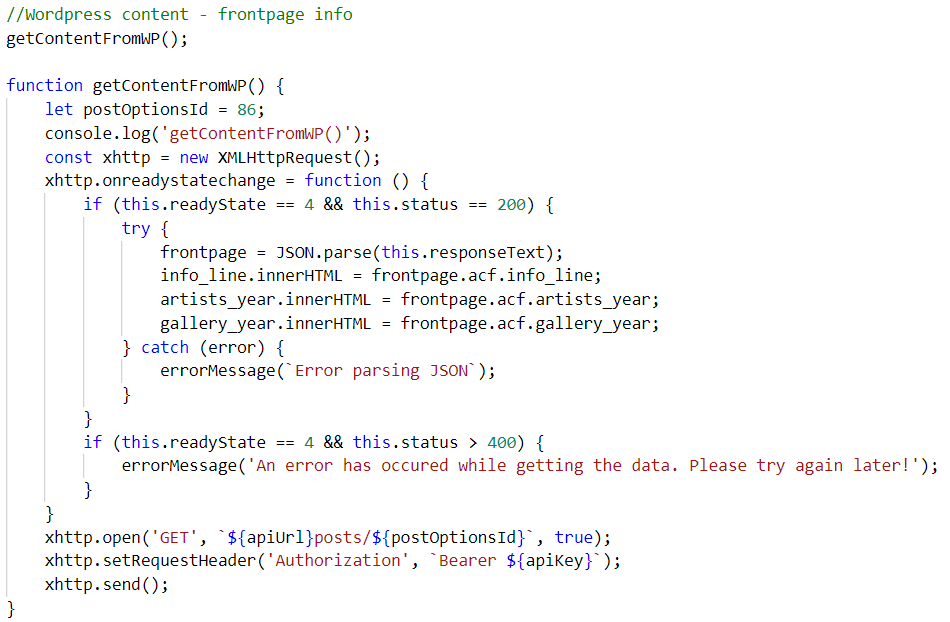 //Wordpress content - frontpage info
getContentFromWP();

function getContentFromWP() {
    let postOptionsId = 86;
    console.log('getContentFromWP()');
    const xhttp = new XMLHttpRequest();
    xhttp.onreadystatechange = function () {
        if (this.readyState == 4 && this.status == 200) {
            try {
                frontpage = JSON.parse(this.responseText);
                info_line.innerHTML = frontpage.acf.info_line;
                artists_year.innerHTML = frontpage.acf.artists_year;
                gallery_year.innerHTML = frontpage.acf.gallery_year;
            } catch (error) {
                errorMessage(`Error parsing JSON`);
            }
        }
        if (this.readyState == 4 && this.status > 400) {
            errorMessage('An error has occured while getting the data. Please try again later!');
        }
    }
    xhttp.open('GET', `${apiUrl}posts/${postOptionsId}`, true);
    xhttp.setRequestHeader('Authorization', `Bearer ${apiKey}`);
    xhttp.send();
}